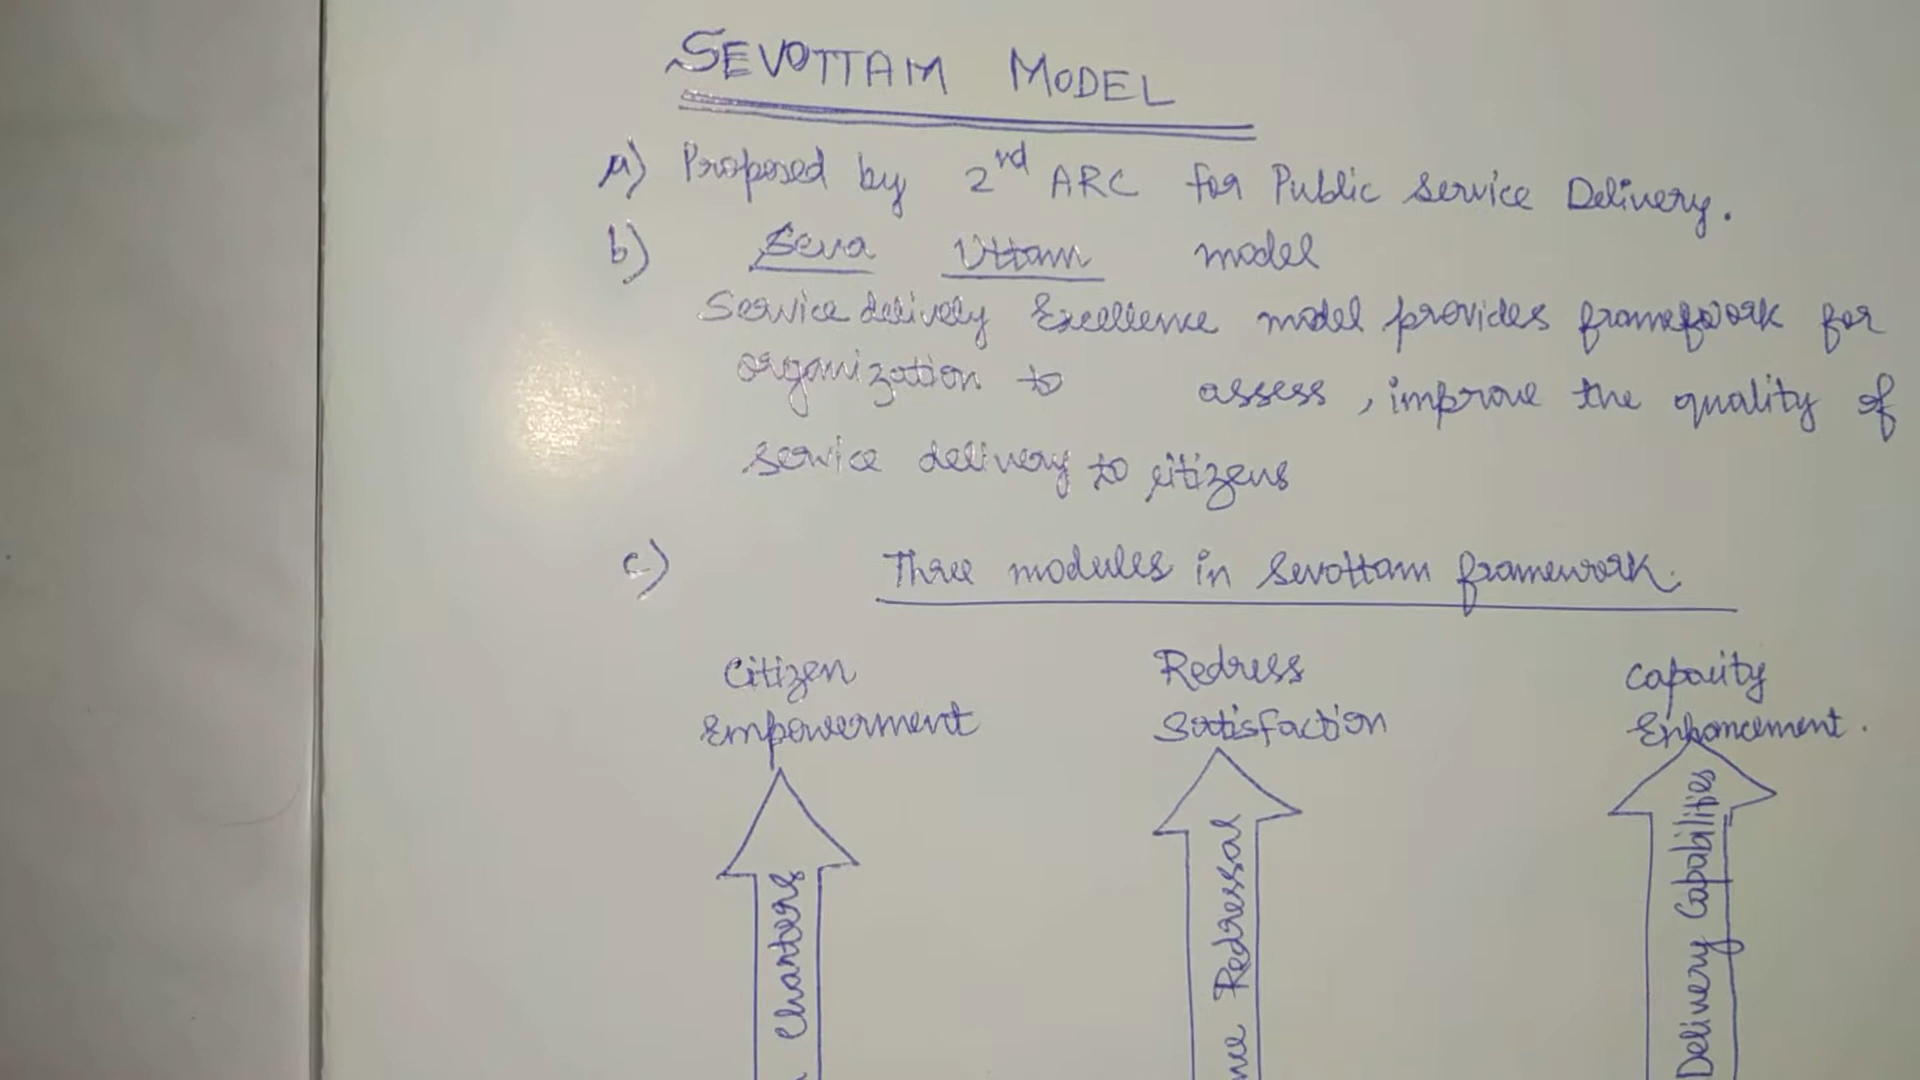 SEVOTTAM MODEL
a) Proposed by 2nd ARC for Public Service Delivery.
b) Seva Uttam model
Service delively Excellence model provides framefwork for
organization to assess, improve the quality of
service delivery to citizens
c) Three modules in Sevottam framework.
Citizen
Empowerment
Redress
Satisfaction
Capacity
Enhancement.
Charters
Redressal
Delivery Capabilities